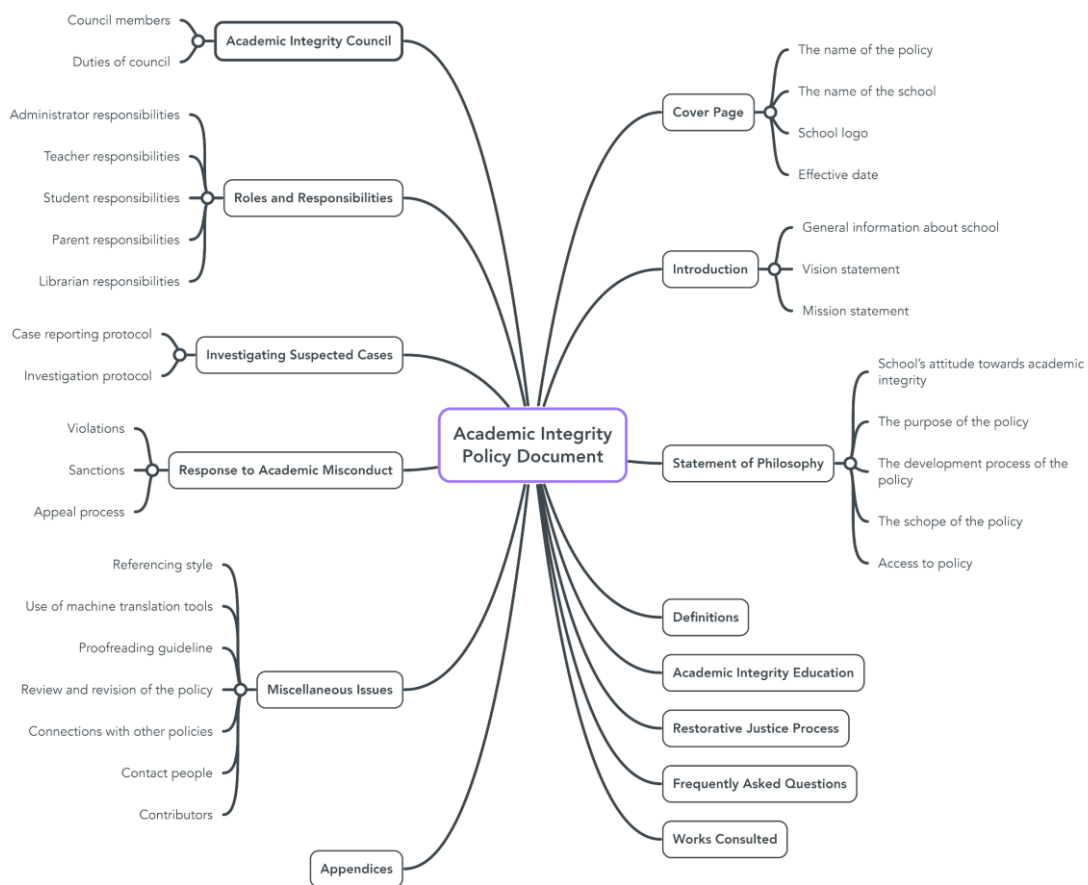 Academic Integrity
Policy Document
Cover Page
The name of the policy
The name of the school
School logo
Effective date
Introduction
General information about school
Vision statement
Mission statement
Statement of Philosophy
School's attitude towards academic
integrity
The purpose of the policy
The development process of the
policy
The schope of the policy
Access to policy
Definitions
Academic Integrity Education
Restorative Justice Process
Frequently Asked Questions
Works Consulted
Academic Integrity Council
Council members
Duties of council
Roles and Responsibilities
Administrator responsibilities
Teacher responsibilities
Student responsibilities
Parent responsibilities
Librarian responsibilities
Investigating Suspected Cases
Case reporting protocol
Investigation protocol
Response to Academic Misconduct
Violations
Sanctions
Appeal process
Miscellaneous Issues
Referencing style
Use of machine translation tools
Proofreading guideline
Review and revision of the policy
Connections with other policies
Contact people
Contributors
Appendices